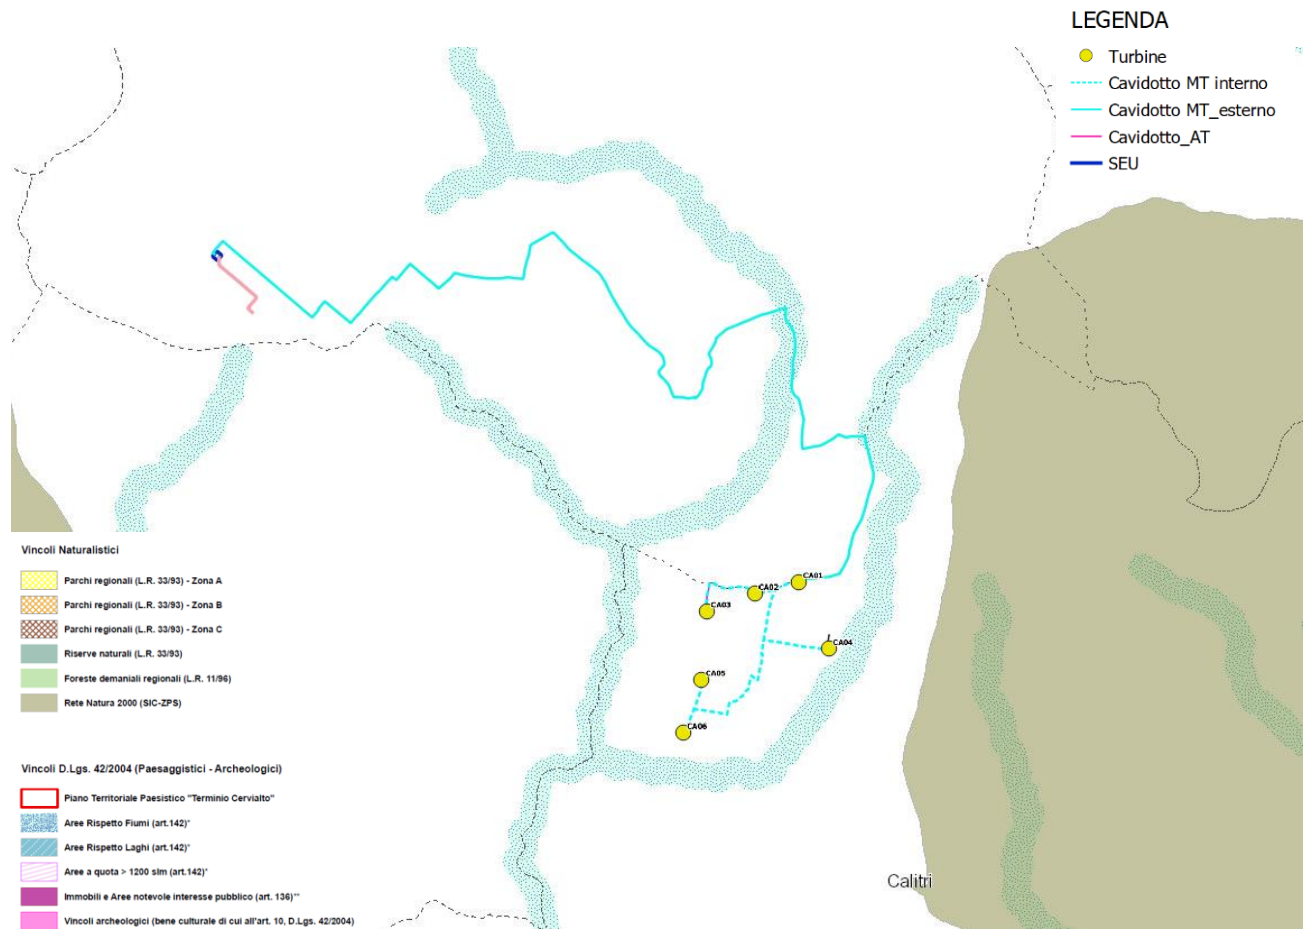 LEGENDA
Turbine
Cavidotto MT interno
Cavidotto MT_esterno
Cavidotto_AT
SEU
CA01
CA02
CA03
CA04
CA05
CA06
Calitri
Vincoli Naturalistici
Parchi regionali (L.R. 33/93) - Zona A
Parchi regionali (L.R. 33/93) - Zona B
Parchi regionali (L.R. 33/93) - Zona C
Riserve naturali (L.R. 33/93)
Foreste demaniali regionali (L.R. 11/96)
Rete Natura 2000 (SIC-ZPS)
Vincoli D.Lgs. 42/2004 (Paesaggistici - Archeologici)
Piano Territoriale Paesistico "Terminio Cervialto"
Aree Rispetto Fiumi (art.142)*
Aree Rispetto Laghi (art.142)*
Aree a quota > 1200 slm (art.142)*
Immobili e Aree notevole interesse pubblico (art. 136)**
Vincoli archeologici (bene culturale di cui all'art. 10, D.Lgs. 42/2004)